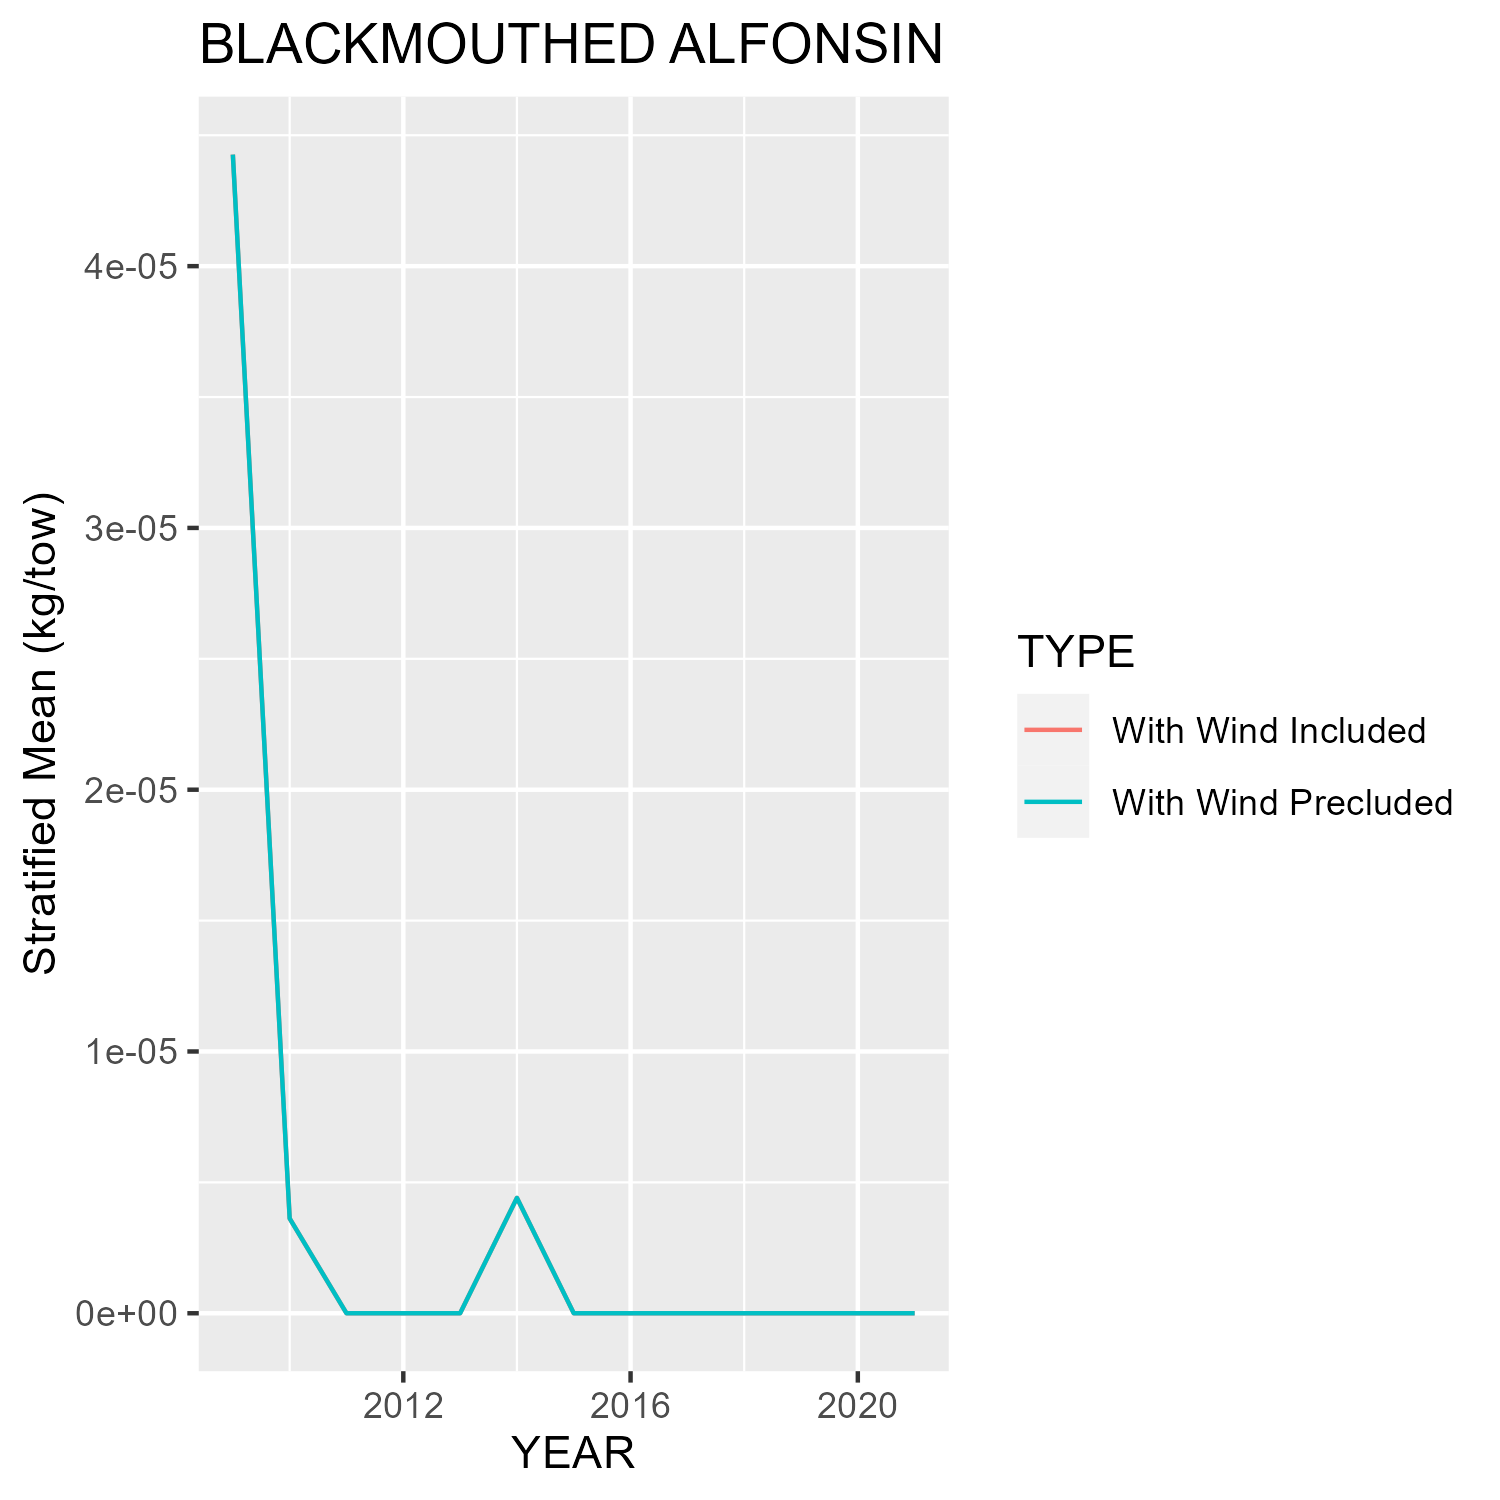 BLACKMOUTHED ALFONSIN
Stratified Mean (kg/tow)
4e-05
3e-05
2e-05
1e-05
0e+00
2012
2016
2020
YEAR
TYPE
With Wind Included
With Wind Precluded